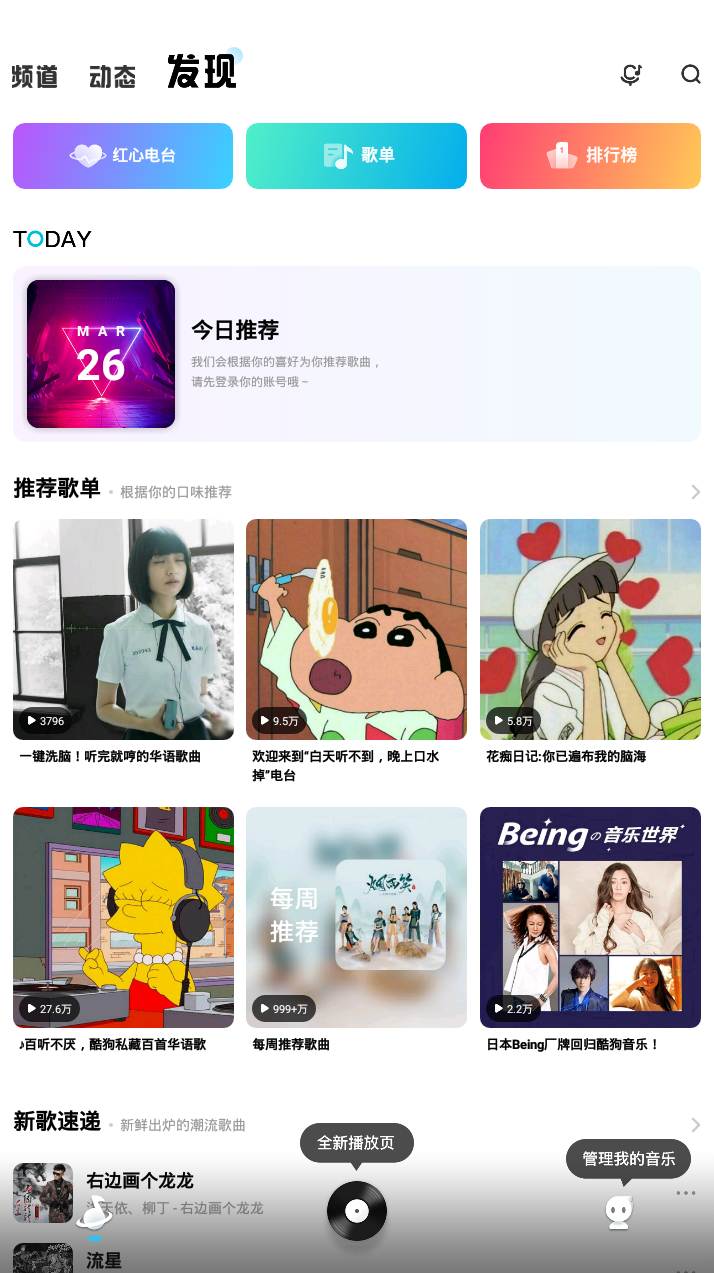 频道 动态 发现
红心电台
1
歌单
排行榜
TODAY
MAR
26
今日推荐
我们会根据你的喜好为你推荐歌曲，
请先登录你的账号哦~
推荐歌单
根据你的口味推荐
3796
9.5万
5.8万
一键洗脑！听完就哼的华语歌曲
欢迎来到“白天听不到，晚上口水
掉”电台
花痴日记:你已遍布我的脑海
27.6万
烟雨笑
每周
推荐
999+万
Beingの音乐世界
2.2万
♪百听不厌，酷狗私藏百首华语歌
每周推荐歌曲
日本Being厂牌回归酷狗音乐！
新歌速递
新鲜出炉的潮流歌曲
全新播放页
管理我的音乐
右边画个龙龙
天依、柳丁 - 右边画个龙龙
流星